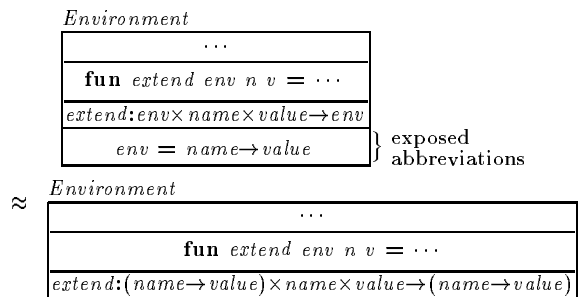 Environment
· · ·
fun extend env n v = · · ·
extend:env×name×value→env
env = name→value
} exposed
abbreviations
≈
Environment
· · ·
fun extend env n v = · · ·
extend:(name→value)×name×value→(name→value)